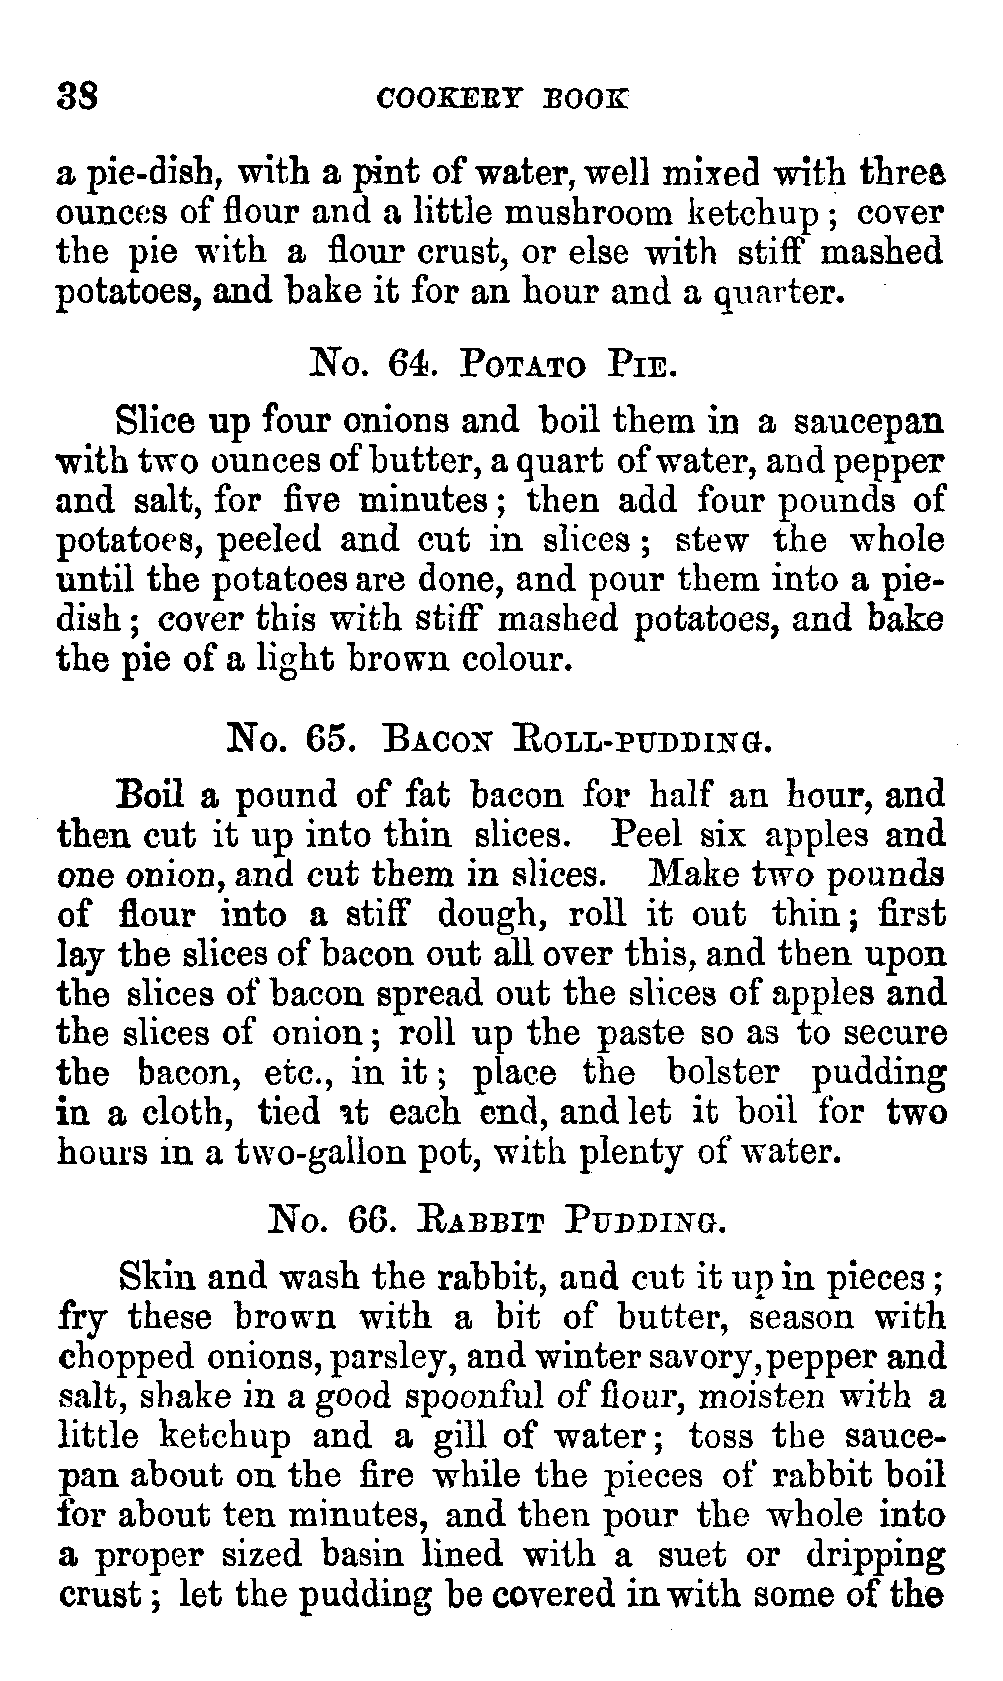 38 COOKERY BOOK
a pie-dish, with a pint of water, well mixed with three
ounces of flour and a little mushroom ketchup; cover
the pie with a flour crust, or else with stiff mashed
potatoes, and bake it for an hour and a quarter.
No. 64. Potato Pie.
Slice up four onions and boil them in a saucepan
with two ounces of butter, a quart of water, and pepper
and salt, for five minutes; then add four pounds of
potatoes, peeled and cut in slices; stew the whole
until the potatoes are done, and pour them into a pie-
dish; cover this with stiff mashed potatoes, and bake
the pie of a light brown colour.
No. 65. Bacon Roll-pudding.
Boil a pound of fat bacon for half an hour, and
then cut it up into thin slices. Peel six apples and
one onion, and cut them in slices. Make two pounds
of flour into a stiff dough, roll it out thin; first
lay the slices of bacon out all over this, and then upon
the slices of bacon spread out the slices of apples and
the slices of onion; roll up the paste so as to secure
the bacon, etc., in it; place the bolster pudding
in a cloth, tied at each end, and let it boil for two
hours in a two-gallon pot, with plenty of water.
No. 66. Rabbit Pudding.
Skin and wash the rabbit, and cut it up in pieces;
fry these brown with a bit of butter, season with
chopped onions, parsley, and winter savory, pepper and
salt, shake in a good spoonful of flour, moisten with a
little ketchup and a gill of water; toss the sauce-
pan about on the fire while the pieces of rabbit boil
for about ten minutes, and then pour the whole into
a proper sized basin lined with a suet or dripping
crust; let the pudding be covered in with some of the